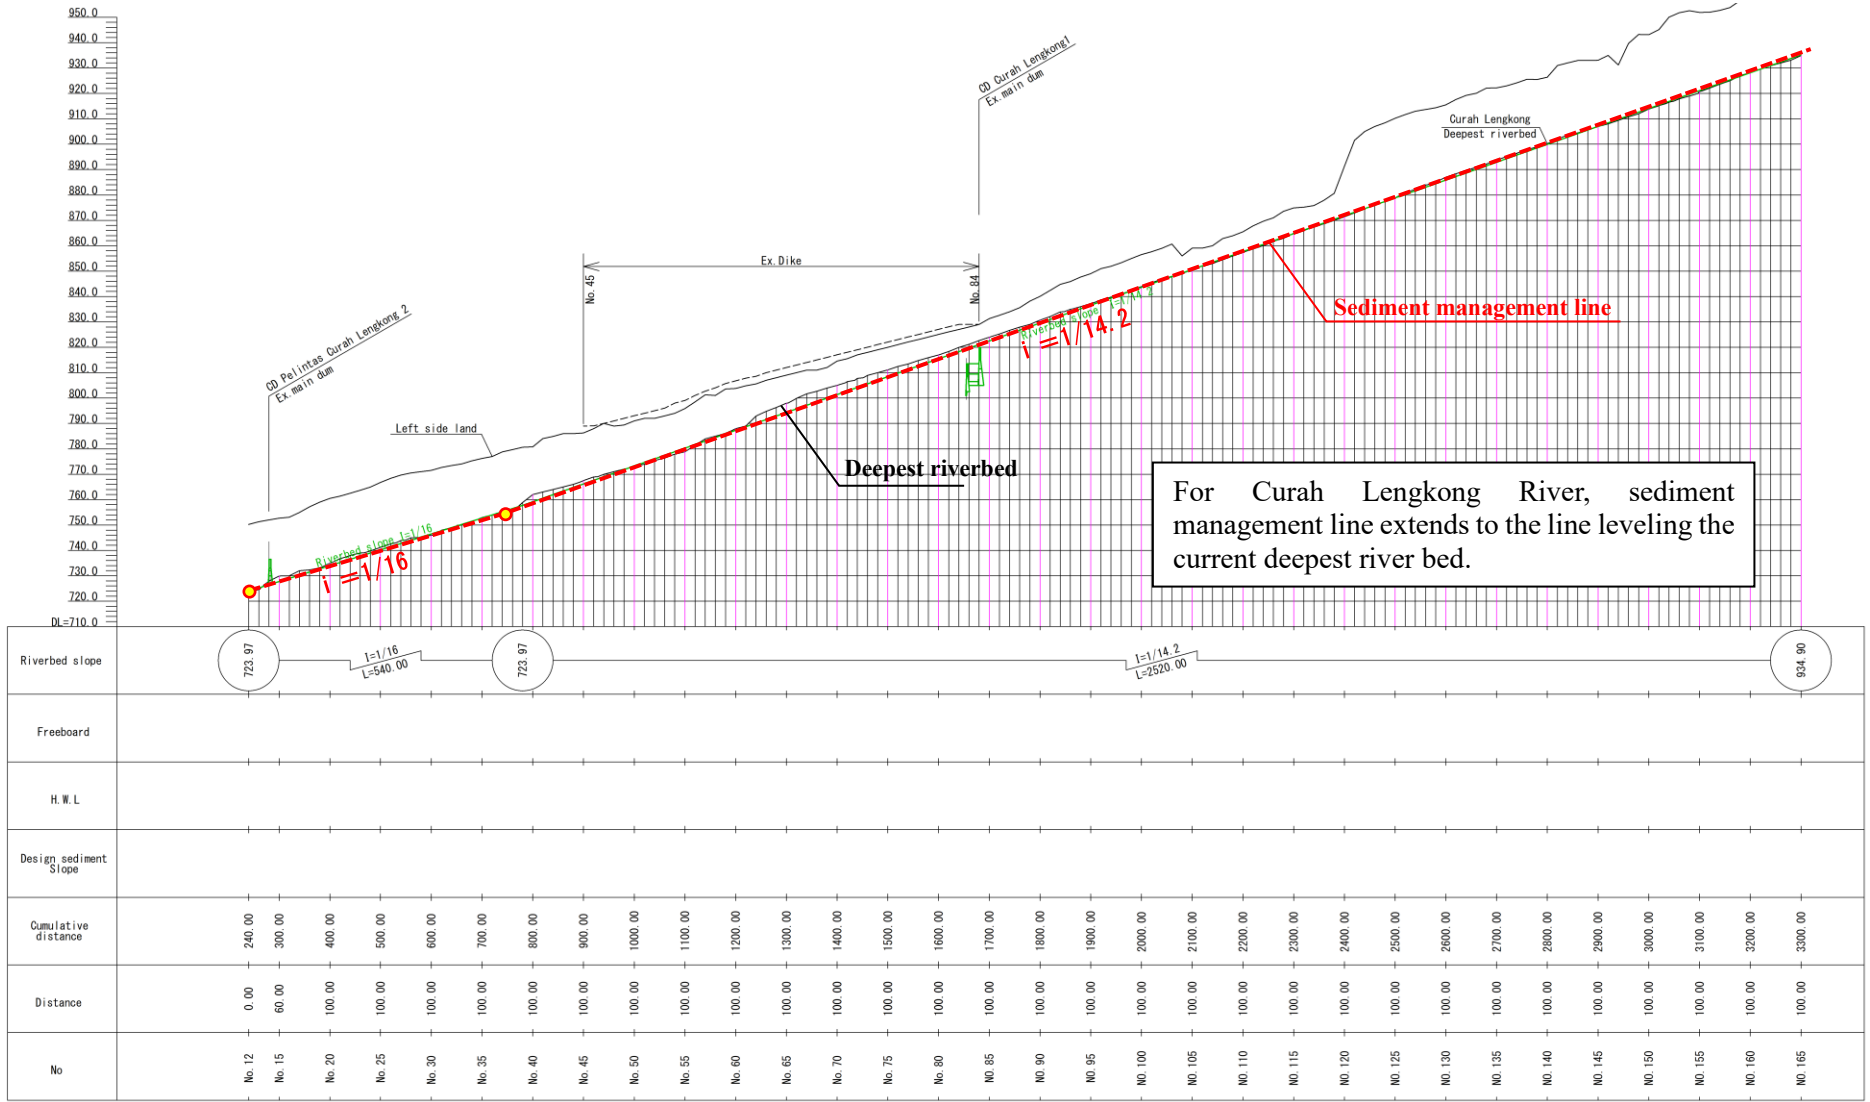 950.0
940.0
930.0
920.0
910.0
900.0
890.0
880.0
870.0
860.0
850.0
840.0
830.0
820.0
810.0
800.0
790.0
780.0
770.0
760.0
750.0
740.0
730.0
720.0
DL=710.0
CD Pelintas Curah Lengkong 2
Ex.main dum
Left side land
No.45
Ex.Dike
No.84
CD Curah Lengkong1
Ex.main dum
Curah Lengkong
Deepest riverbed
Riverbed slope I=1/16
i =1/16
Riverbed slope I=1/14.2
i =1/14.2
Sediment management line
Deepest riverbed
For Curah Lengkong River, sediment
management line extends to the line leveling the
current deepest river bed.
Riverbed slope
723.97
I=1/16
L=540.00
723.97
I=1/14.2
L=2520.00
934.90
Freeboard
H.W.L
Design sediment
Slope
Cumulative
distance
240.00 300.00 400.00 500.00 600.00 700.00 800.00 900.00 1000.00 1100.00 1200.00 1300.00 1400.00 1500.00 1600.00 1700.00 1800.00 1900.00 2000.00 2100.00 2200.00 2300.00 2400.00 2500.00 2600.00 2700.00 2800.00 2900.00 3000.00 3100.00 3200.00 3300.00
Distance
0.00 60.00 100.00 100.00 100.00 100.00 100.00 100.00 100.00 100.00 100.00 100.00 100.00 100.00 100.00 100.00 100.00 100.00 100.00 100.00 100.00 100.00 100.00 100.00 100.00 100.00 100.00 100.00 100.00 100.00 100.00 100.00
No
No.12 No.15 No.20 No.25 No.30 No.35 No.40 No.45 No.50 No.55 No.60 No.65 No.70 No.75 No.80 NO.85 NO.90 NO.95 NO.100 NO.105 NO.110 NO.115 NO.120 NO.125 NO.130 NO.135 NO.140 NO.145 NO.150 NO.155 NO.160 NO.165